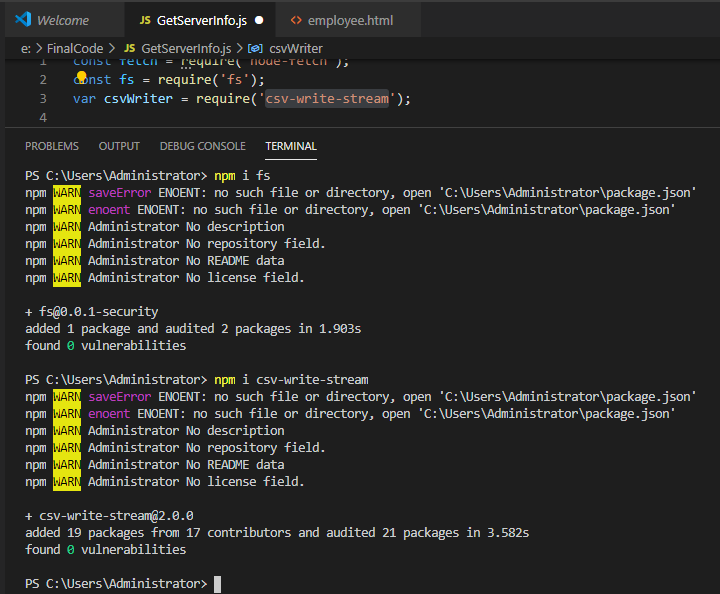 Welcome
JS GetServerInfo.js
<> employee.html
e: > FinalCode > JS GetServerInfo.js > csvWriter
1 const fetch = require('node-fetch');
2 const fs = require('fs');
3 var csvWriter = require('csv-write-stream');
4
PROBLEMS OUTPUT DEBUG CONSOLE TERMINAL
PS C:\Users\Administrator> npm i fs
npm WARN saveError ENOENT: no such file or directory, open 'C:\Users\Administrator\package.json'
npm WARN enoent ENOENT: no such file or directory, open 'C:\Users\Administrator\package.json'
npm WARN Administrator No description
npm WARN Administrator No repository field.
npm WARN Administrator No README data
npm WARN Administrator No license field.
+ fs@0.0.1-security
added 1 package and audited 2 packages in 1.903s
found 0 vulnerabilities
PS C:\Users\Administrator> npm i csv-write-stream
npm WARN saveError ENOENT: no such file or directory, open 'C:\Users\Administrator\package.json'
npm WARN enoent ENOENT: no such file or directory, open 'C:\Users\Administrator\package.json'
npm WARN Administrator No description
npm WARN Administrator No repository field.
npm WARN Administrator No README data
npm WARN Administrator No license field.
+ csv-write-stream@2.0.0
added 19 packages from 17 contributors and audited 21 packages in 3.582s
found 0 vulnerabilities
PS C:\Users\Administrator>